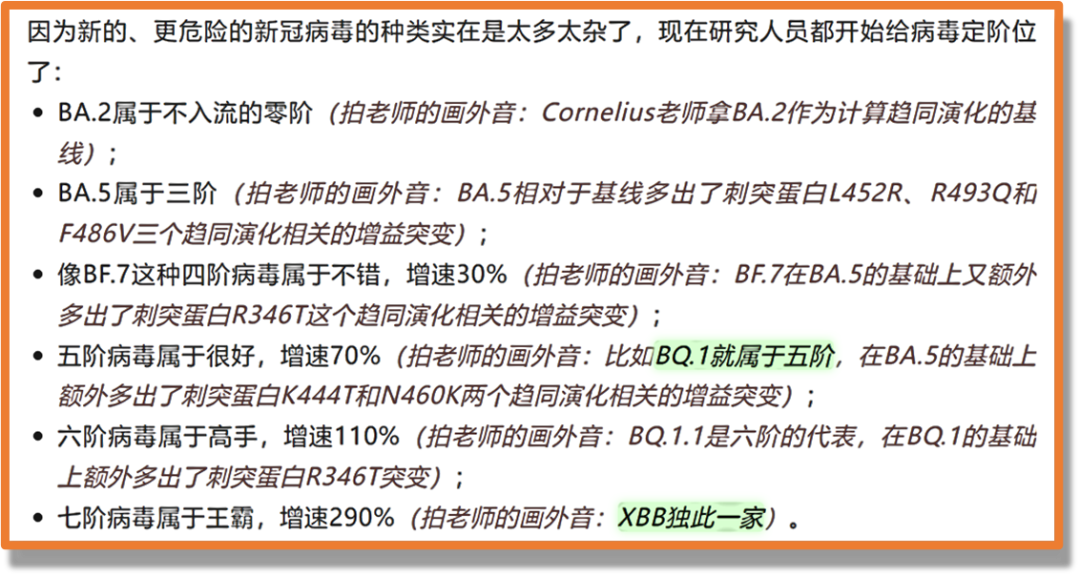 因为新的、更危险的新冠病毒的种类实在是太多太杂了，现在研究人员都开始给病毒定阶位
了：
• BA.2属于不入流的零阶（拍老师的画外音：Cornelius老师拿BA.2作为计算趋同演化的基
线）；
• BA.5属于三阶（拍老师的画外音：BA.5相对于基线多出了刺突蛋白L452R、R493Q和
F486V三个趋同演化相关的增益突变）；
• 像BF.7这种四阶病毒属于不错，增速30%（拍老师的画外音：BF.7在BA.5的基础上又额外
多出了刺突蛋白R346T这个趋同演化相关的增益突变）；
• 五阶病毒属于很好，增速70%（拍老师的画外音：比如BQ.1就属于五阶，在BA.5的基础上
额外多出了刺突蛋白K444T和N460K两个趋同演化相关的增益突变）；
• 六阶病毒属于高手，增速110%（拍老师的画外音：BQ.1.1是六阶的代表，在BQ.1的基础
上额外多出了刺突蛋白R346T突变）；
• 七阶病毒属于王霸，增速290%（拍老师的画外音：XBB独此一家）。